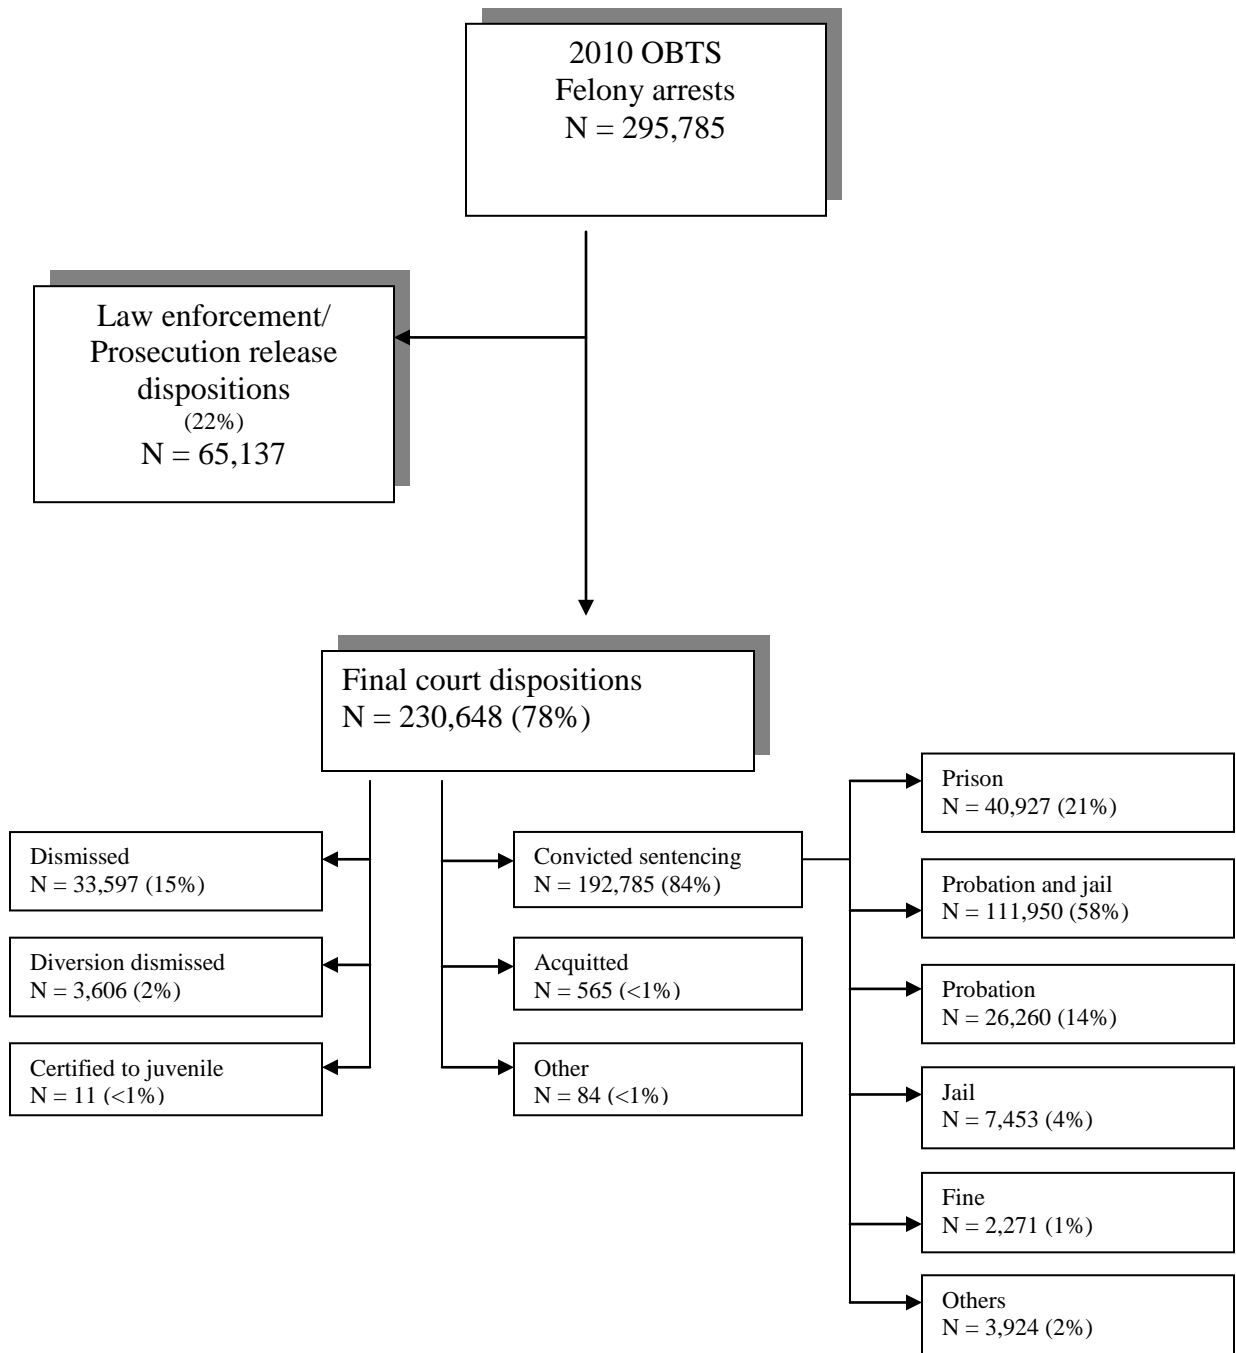 2010 OBTS
Felony arrests
N = 295,785
Law enforcement/
Prosecution release
dispositions
(22%)
N = 65,137
Final court dispositions
N = 230,648 (78%)
Dismissed
N = 33,597 (15%)
Diversion dismissed
N = 3,606 (2%)
Certified to juvenile
N = 11 (<1%)
Convicted sentencing
N = 192,785 (84%)
Acquitted
N = 565 (<1%)
Other
N = 84 (<1%)
Prison
N = 40,927 (21%)
Probation and jail
N = 111,950 (58%)
Probation
N = 26,260 (14%)
Jail
N = 7,453 (4%)
Fine
N = 2,271 (1%)
Others
N = 3,924 (2%)